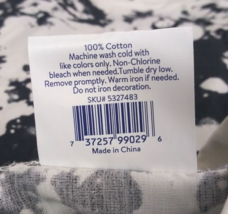 100% Cotton
Machine wash cold with
like colors only. Non-Chlorine
bleach when needed.Tumble dry low.
Remove promptly. Warm iron if needed.
Do not iron decoration.
SKU# 5327483
7 37257 99029 6
Made in China